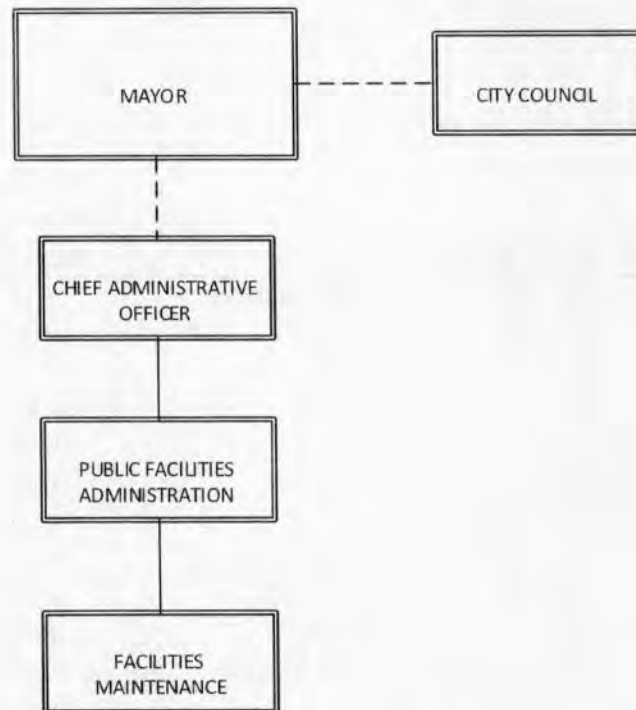 MAYOR
CITY COUNCIL
CHIEF ADMINISTRATIVE
OFFICER
PUBLIC FACILITIES
ADMINISTRATION
FACILITIES
MAINTENANCE